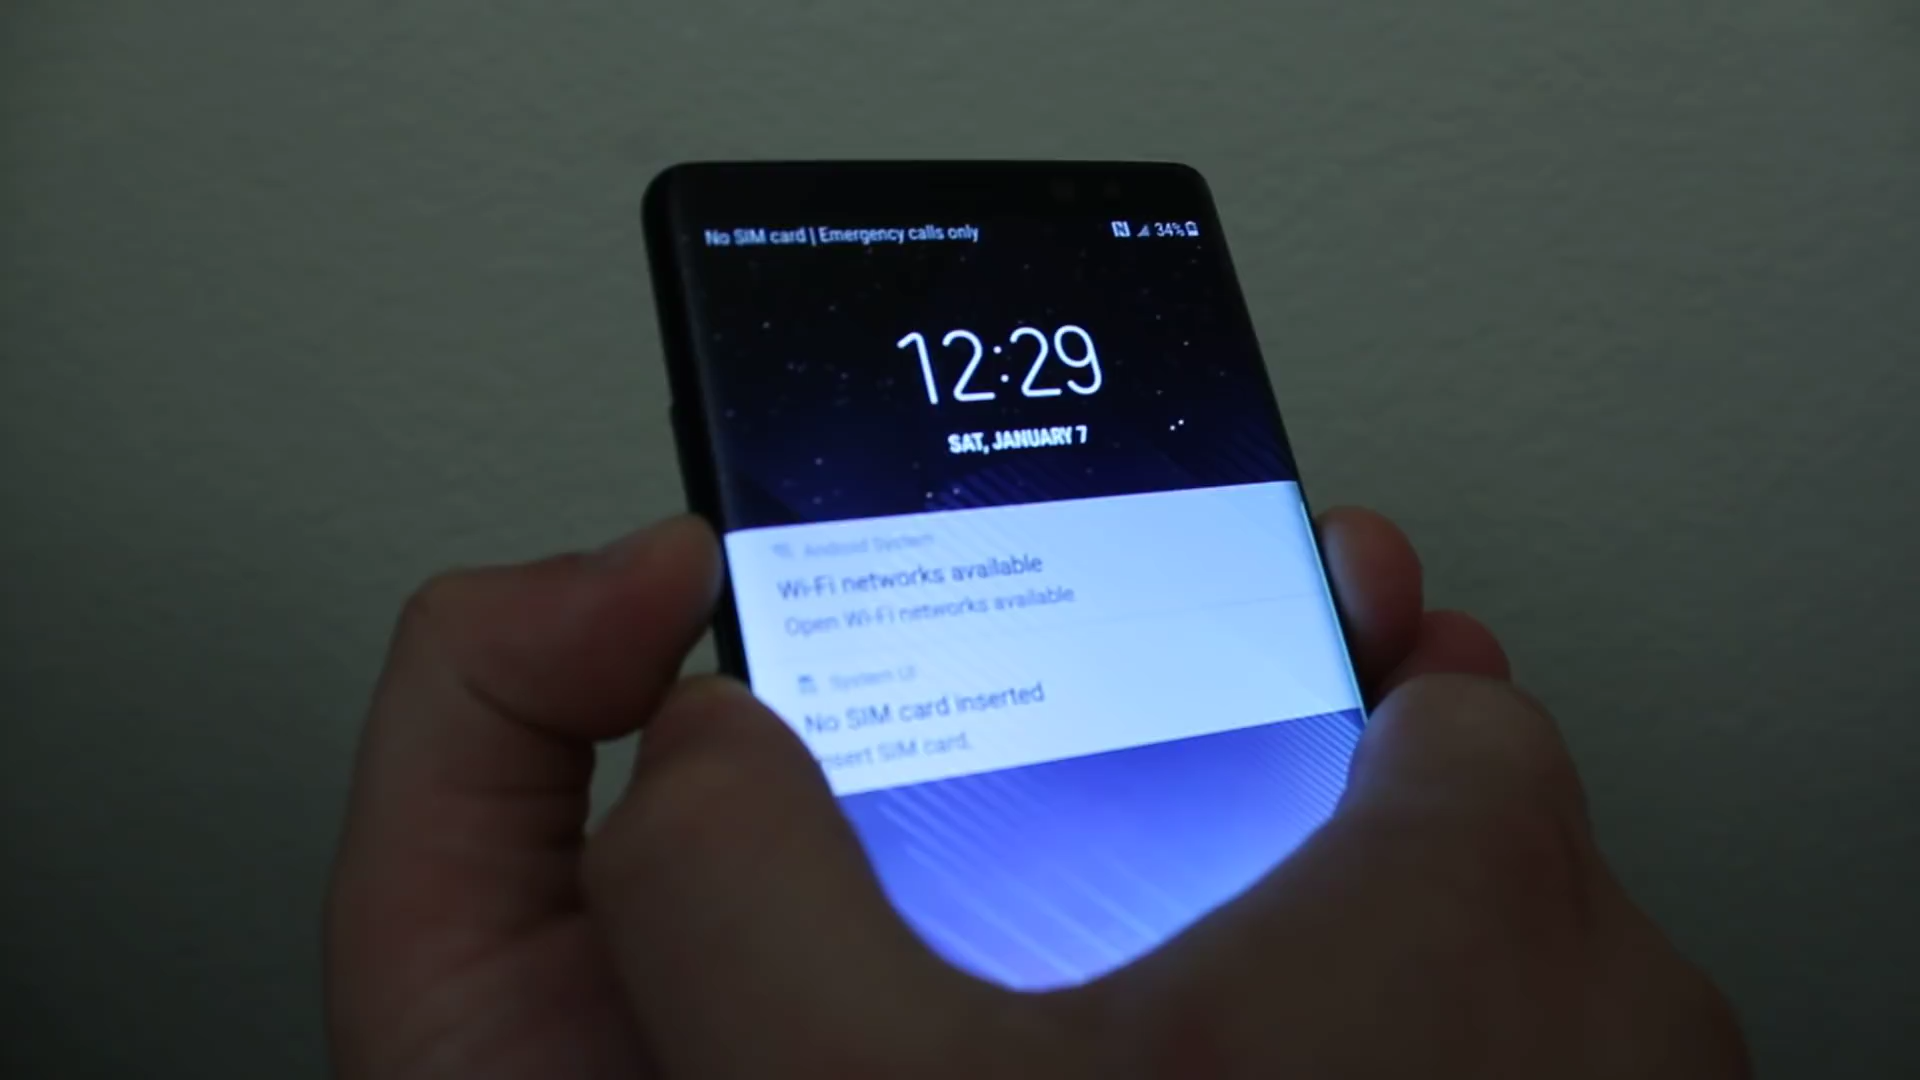 No SIM card | Emergency calls only
N 34%
12:29
SAT, JANUARY 7
Android System
Wi-Fi networks available
Open Wi-Fi networks available
System UI
No SIM card inserted
nsert SIM card.